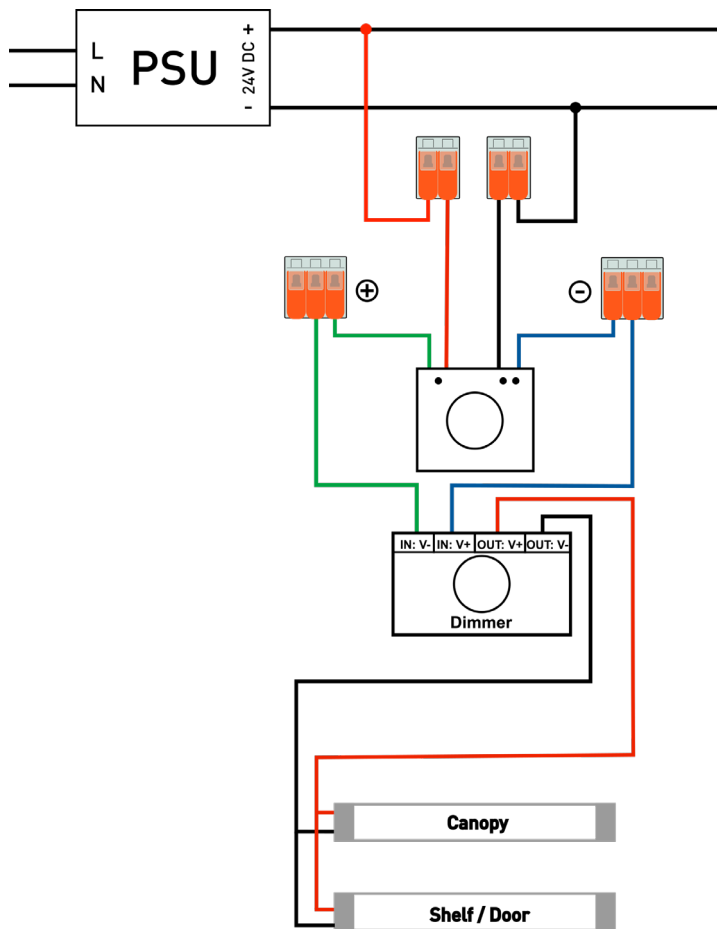 L
N
PSU
- 24V DC +
+
-
IN: V-
IN: V+
OUT: V+
OUT: V-
Dimmer
Canopy
Shelf / Door